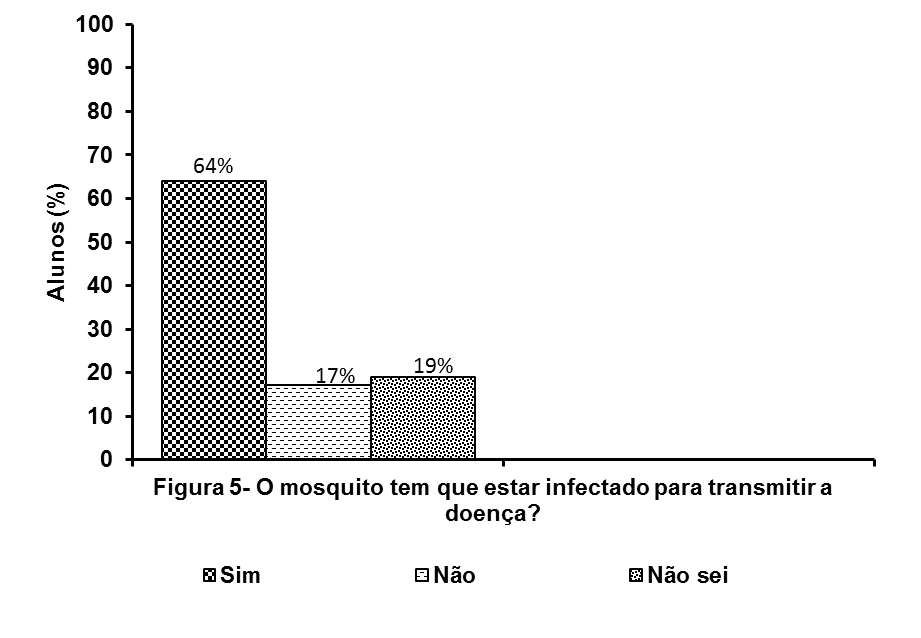 100
90
80
70
60
50
40
30
20
10
0
Alunos (%)
64%
17%
19%
Figura 5- O mosquito tem que estar infectado para transmitir a
doença?
Sim
Não
Não sei